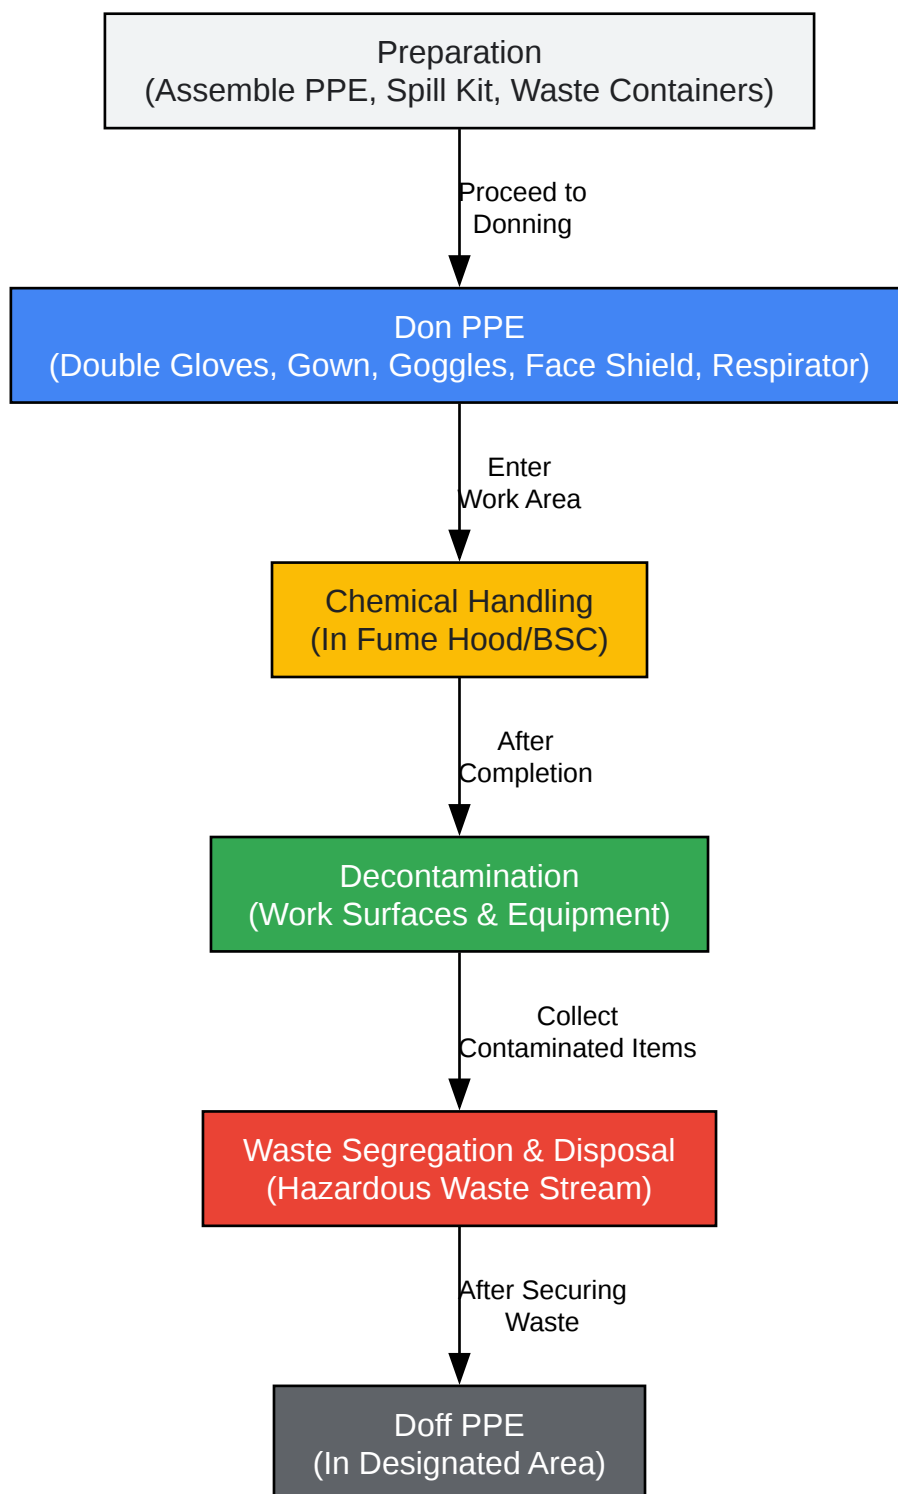 Preparation
(Assemble PPE, Spill Kit, Waste Containers)
Proceed to
Donning
Don PPE
(Double Gloves, Gown, Goggles, Face Shield, Respirator)
Enter
Work Area
Chemical Handling
(In Fume Hood/BSC)
After
Completion
Decontamination
(Work Surfaces & Equipment)
Collect
Contaminated Items
Waste Segregation & Disposal
(Hazardous Waste Stream)
After Securing
Waste
Doff PPE
(In Designated Area)